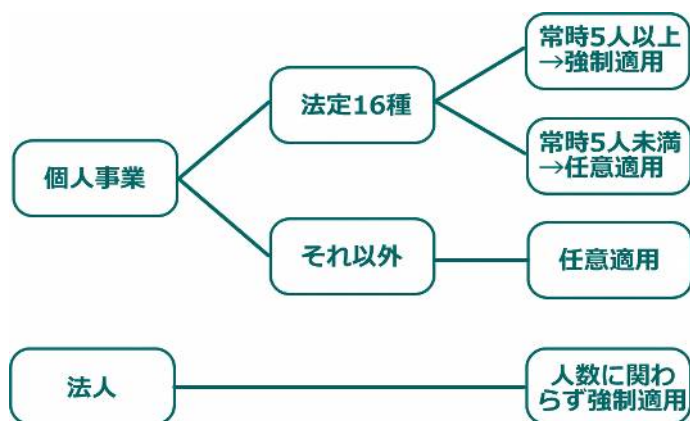 個人事業
法定16種
常時5人以上
→強制適用
常時5人未満
→任意適用
それ以外
任意適用
法人
人数に関わ
らず強制適用